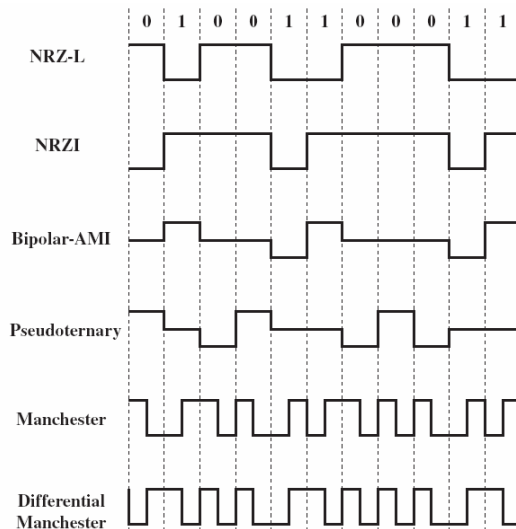 0 1 0 0 1 1 0 0 0 1 1
NRZ-L
NRZI
Bipolar-AMI
Pseudoternary
Manchester
Differential
Manchester